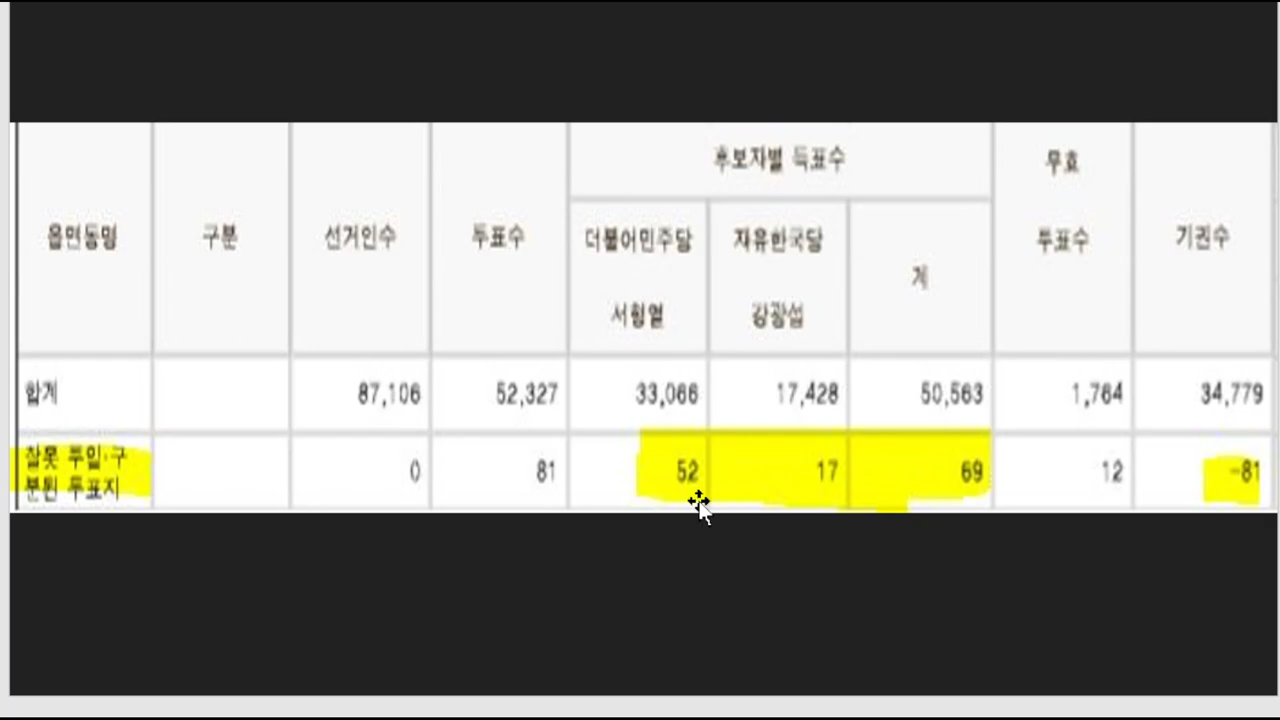 후보자별 득표수
무효
읍면동명 구분 선거인수 투표수 더불어민주당 자유한국당 계 투표수 기권수
서형열 강광섭
합계 87,106 52,327 33,066 17,428 50,563 1,764 34,779
잘못 투입·구
분된 투표지 0 81 52 17 69 12 -81